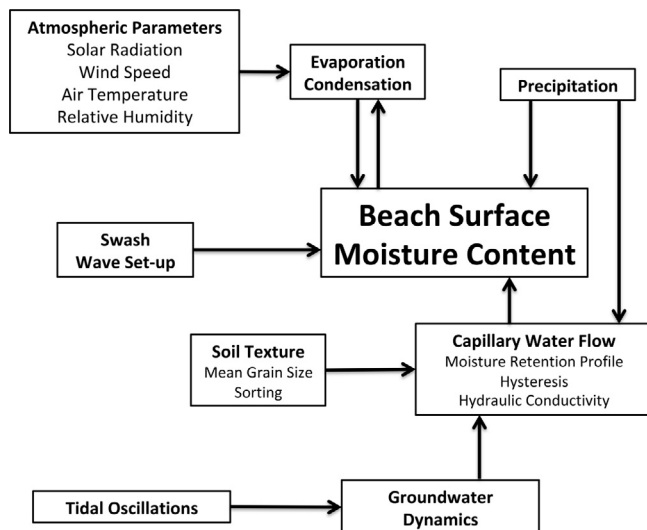 Atmospheric Parameters
Solar Radiation
Wind Speed
Air Temperature
Relative Humidity
Evaporation
Condensation
Precipitation
Beach Surface
Moisture Content
Swash
Wave Set-up
Soil Texture
Mean Grain Size
Sorting
Capillary Water Flow
Moisture Retention Profile
Hysteresis
Hydraulic Conductivity
Tidal Oscillations
Groundwater
Dynamics